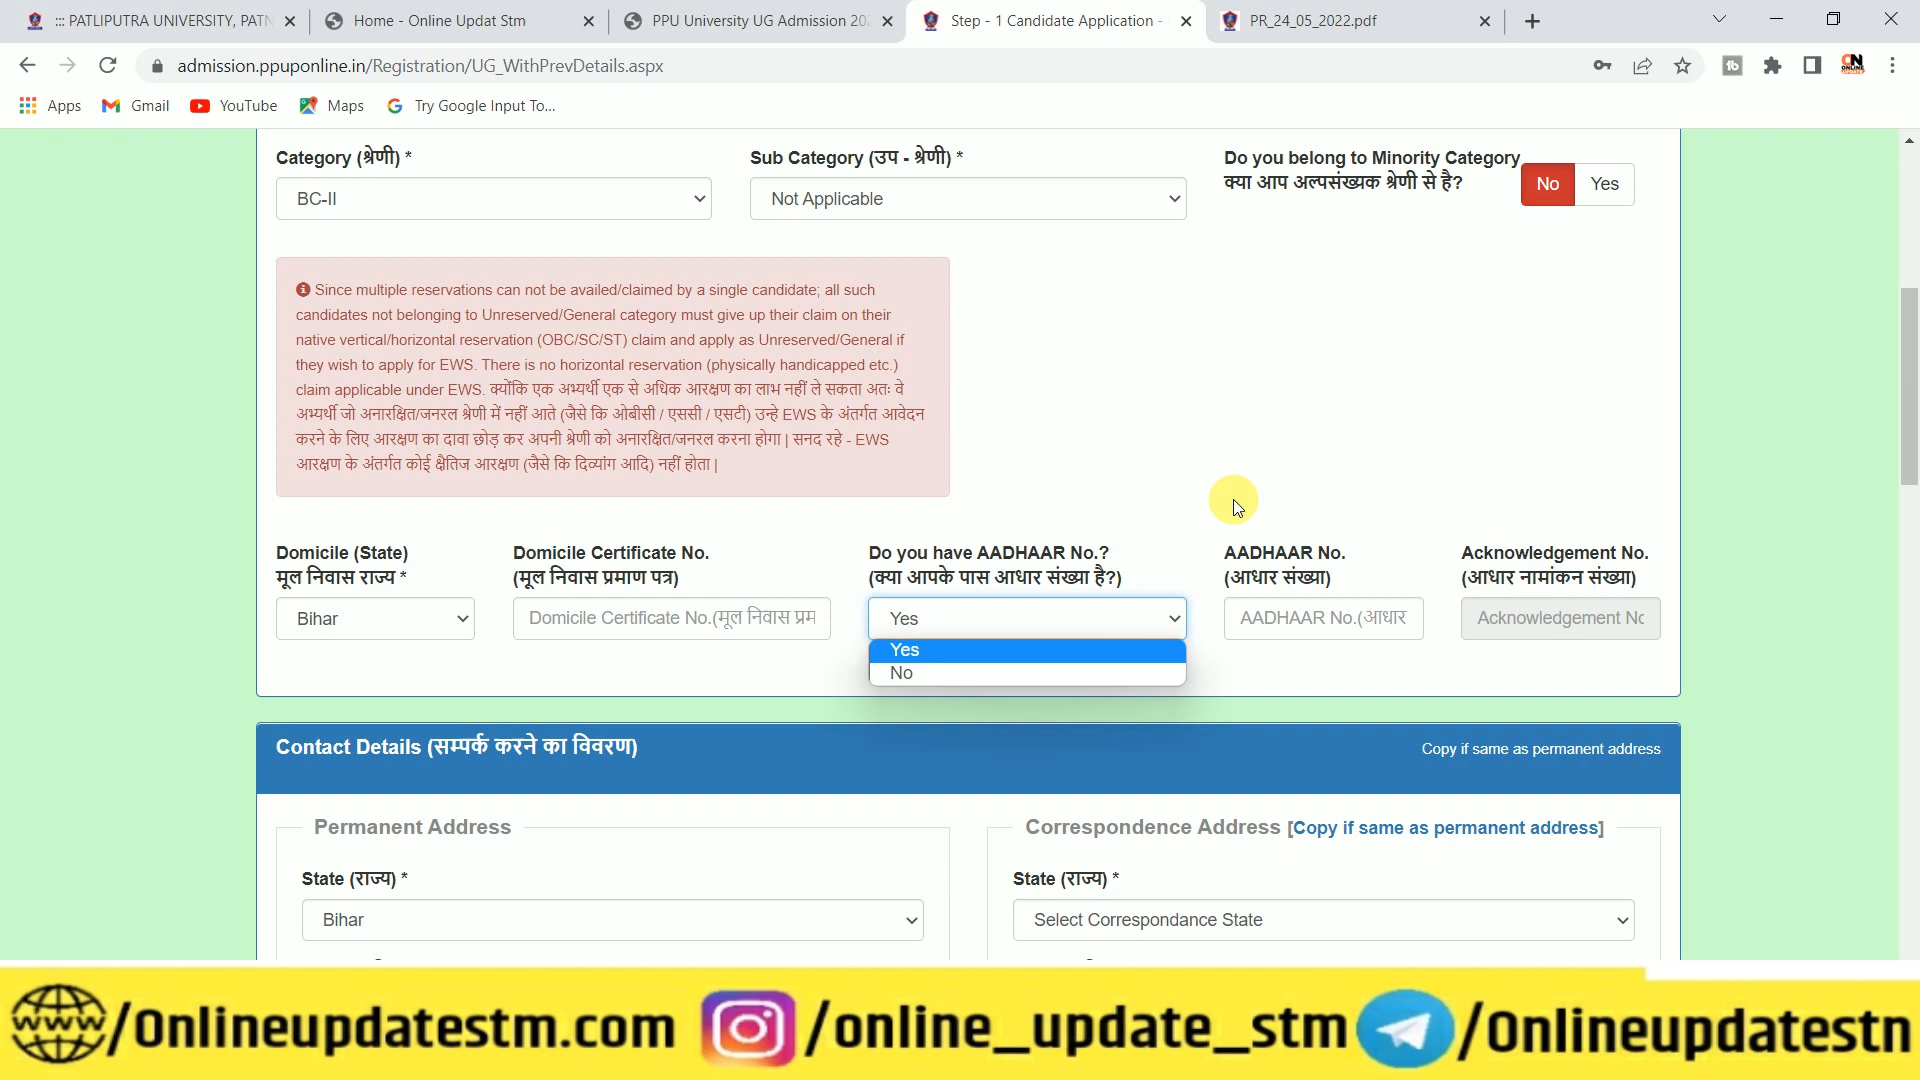 ::: PATLIPUTRA UNIVERSITY, PATN
Home - Online Updat Stm
PPU University UG Admission 202
Step - 1 Candidate Application -
PR_24_05_2022.pdf
admission.ppuponline.in/Registration/UG_WithPrevDetails.aspx
Apps
Gmail
YouTube
Maps
Try Google Input To...
Category (श्रेणी) *
Sub Category (उप - श्रेणी) *
Do you belong to Minority Category
क्या आप अल्पसंख्यक श्रेणी से है?
No
Yes
BC-II
Not Applicable
Since multiple reservations can not be availed/claimed by a single candidate; all such
candidates not belonging to Unreserved/General category must give up their claim on their
native vertical/horizontal reservation (OBC/SC/ST) claim and apply as Unreserved/General if
they wish to apply for EWS. There is no horizontal reservation (physically handicapped etc.)
claim applicable under EWS. क्योंकि एक अभ्यर्थी एक से अधिक आरक्षण का लाभ नहीं ले सकता अतः वे
अभ्यर्थी जो अनारक्षित/जनरल श्रेणी में नहीं आते (जैसे कि ओबीसी / एससी / एसटी) उन्हे EWS के अंतर्गत आवेदन
करने के लिए आरक्षण का दावा छोड़ कर अपनी श्रेणी को अनारक्षित/जनरल करना होगा | सनद रहे - EWS
आरक्षण के अंतर्गत कोई क्षैतिज आरक्षण (जैसे कि दिव्यांग आदि) नहीं होता |
Domicile (State)
मूल निवास राज्य *
Domicile Certificate No.
(मूल निवास प्रमाण पत्र)
Do you have AADHAAR No.?
(क्या आपके पास आधार संख्या है?)
AADHAAR No.
(आधार संख्या)
Acknowledgement No.
(आधार नामांकन संख्या)
Bihar
Domicile Certificate No.(मूल निवास प्रम
Yes
AADHAAR No.(आधार
Acknowledgement Nc
Yes
No
Contact Details (सम्पर्क करने का विवरण)
Copy if same as permanent address
Permanent Address
Correspondence Address [Copy if same as permanent address]
State (राज्य) *
State (राज्य) *
Bihar
Select Correspondance State
www/Onlineupdatestm.com
/online_update_stm
/Onlineupdatestn